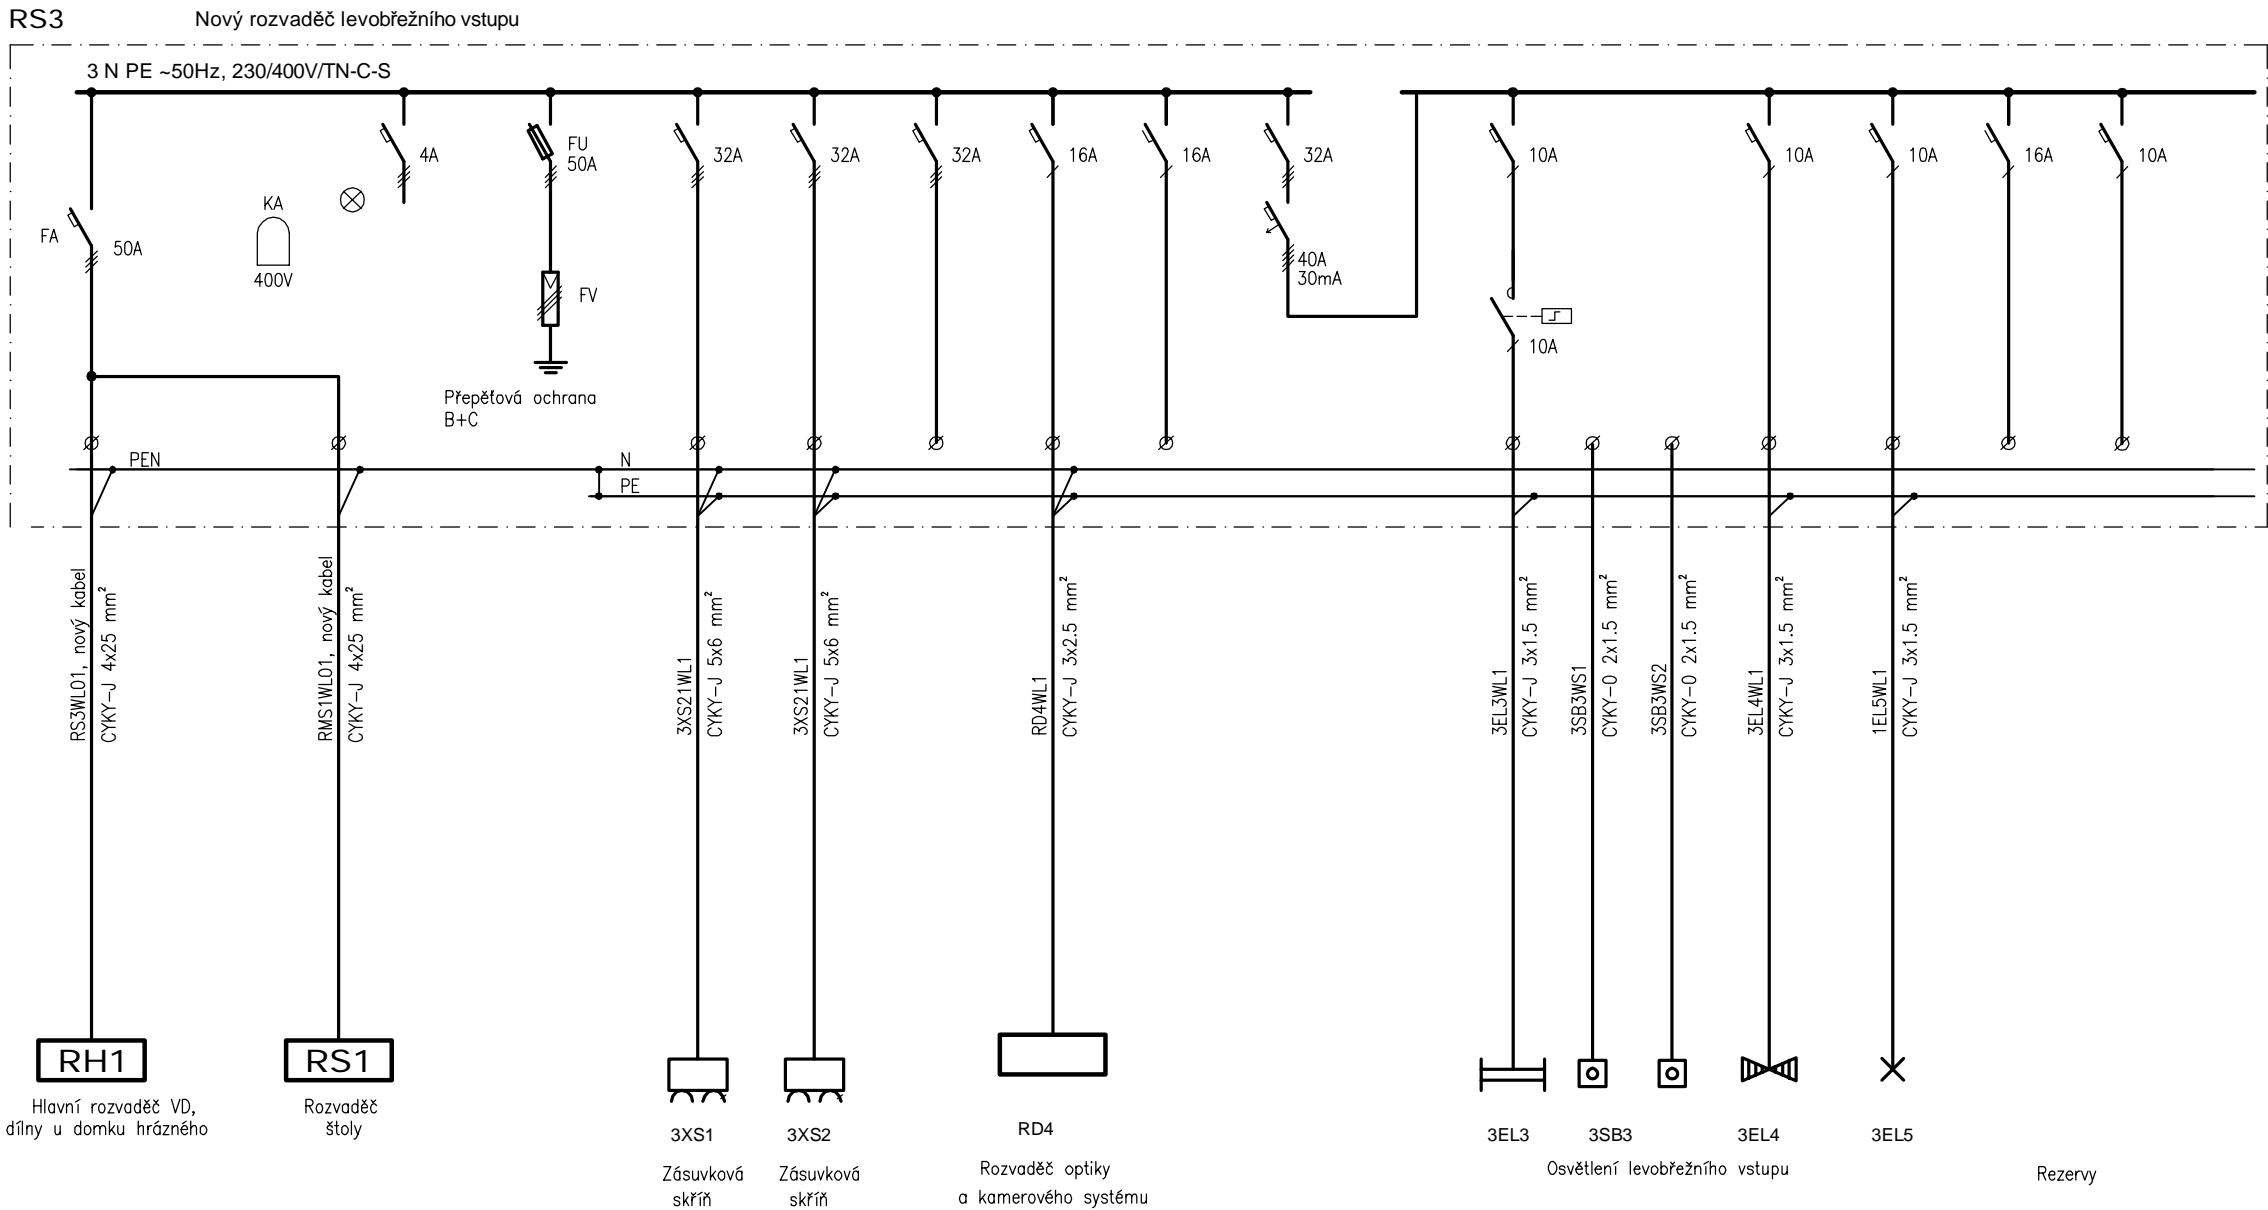 RS3
Nový rozvaděč levobřežního vstupu
3 N PE ~50Hz, 230/400V/TN-C-S
FA
50A
KA
400V
4A
FU
50A
FV
Přepěťová ochrana
B+C
32A
32A
32A
16A
16A
32A
40A
30mA
10A
10A
10A
10A
16A
10A
PEN
N
PE
RS3WL01, nový kabel
CYKY-J 4x25 mm²
RMS1WL01, nový kabel
CYKY-J 4x25 mm²
3XS21WL1
CYKY-J 5x6 mm²
3XS21WL1
CYKY-J 5x6 mm²
RD4WL1
CYKY-J 3x2.5 mm²
3EL3WL1
CYKY-J 3x1.5 mm²
3SB3WS1
CYKY-O 2x1.5 mm²
3SB3WS2
CYKY-O 2x1.5 mm²
3EL4WL1
CYKY-J 3x1.5 mm²
1EL5WL1
CYKY-J 3x1.5 mm²
RH1
Hlavní rozvaděč VD,
dílny u domku hrázného
RS1
Rozvaděč
štoly
3XS1
Zásuvková
skříň
3XS2
Zásuvková
skříň
RD4
Rozvaděč optiky
a kamerového systému
3EL3
3SB3
3EL4
3EL5
Osvětlení levobřežního vstupu
Rezervy